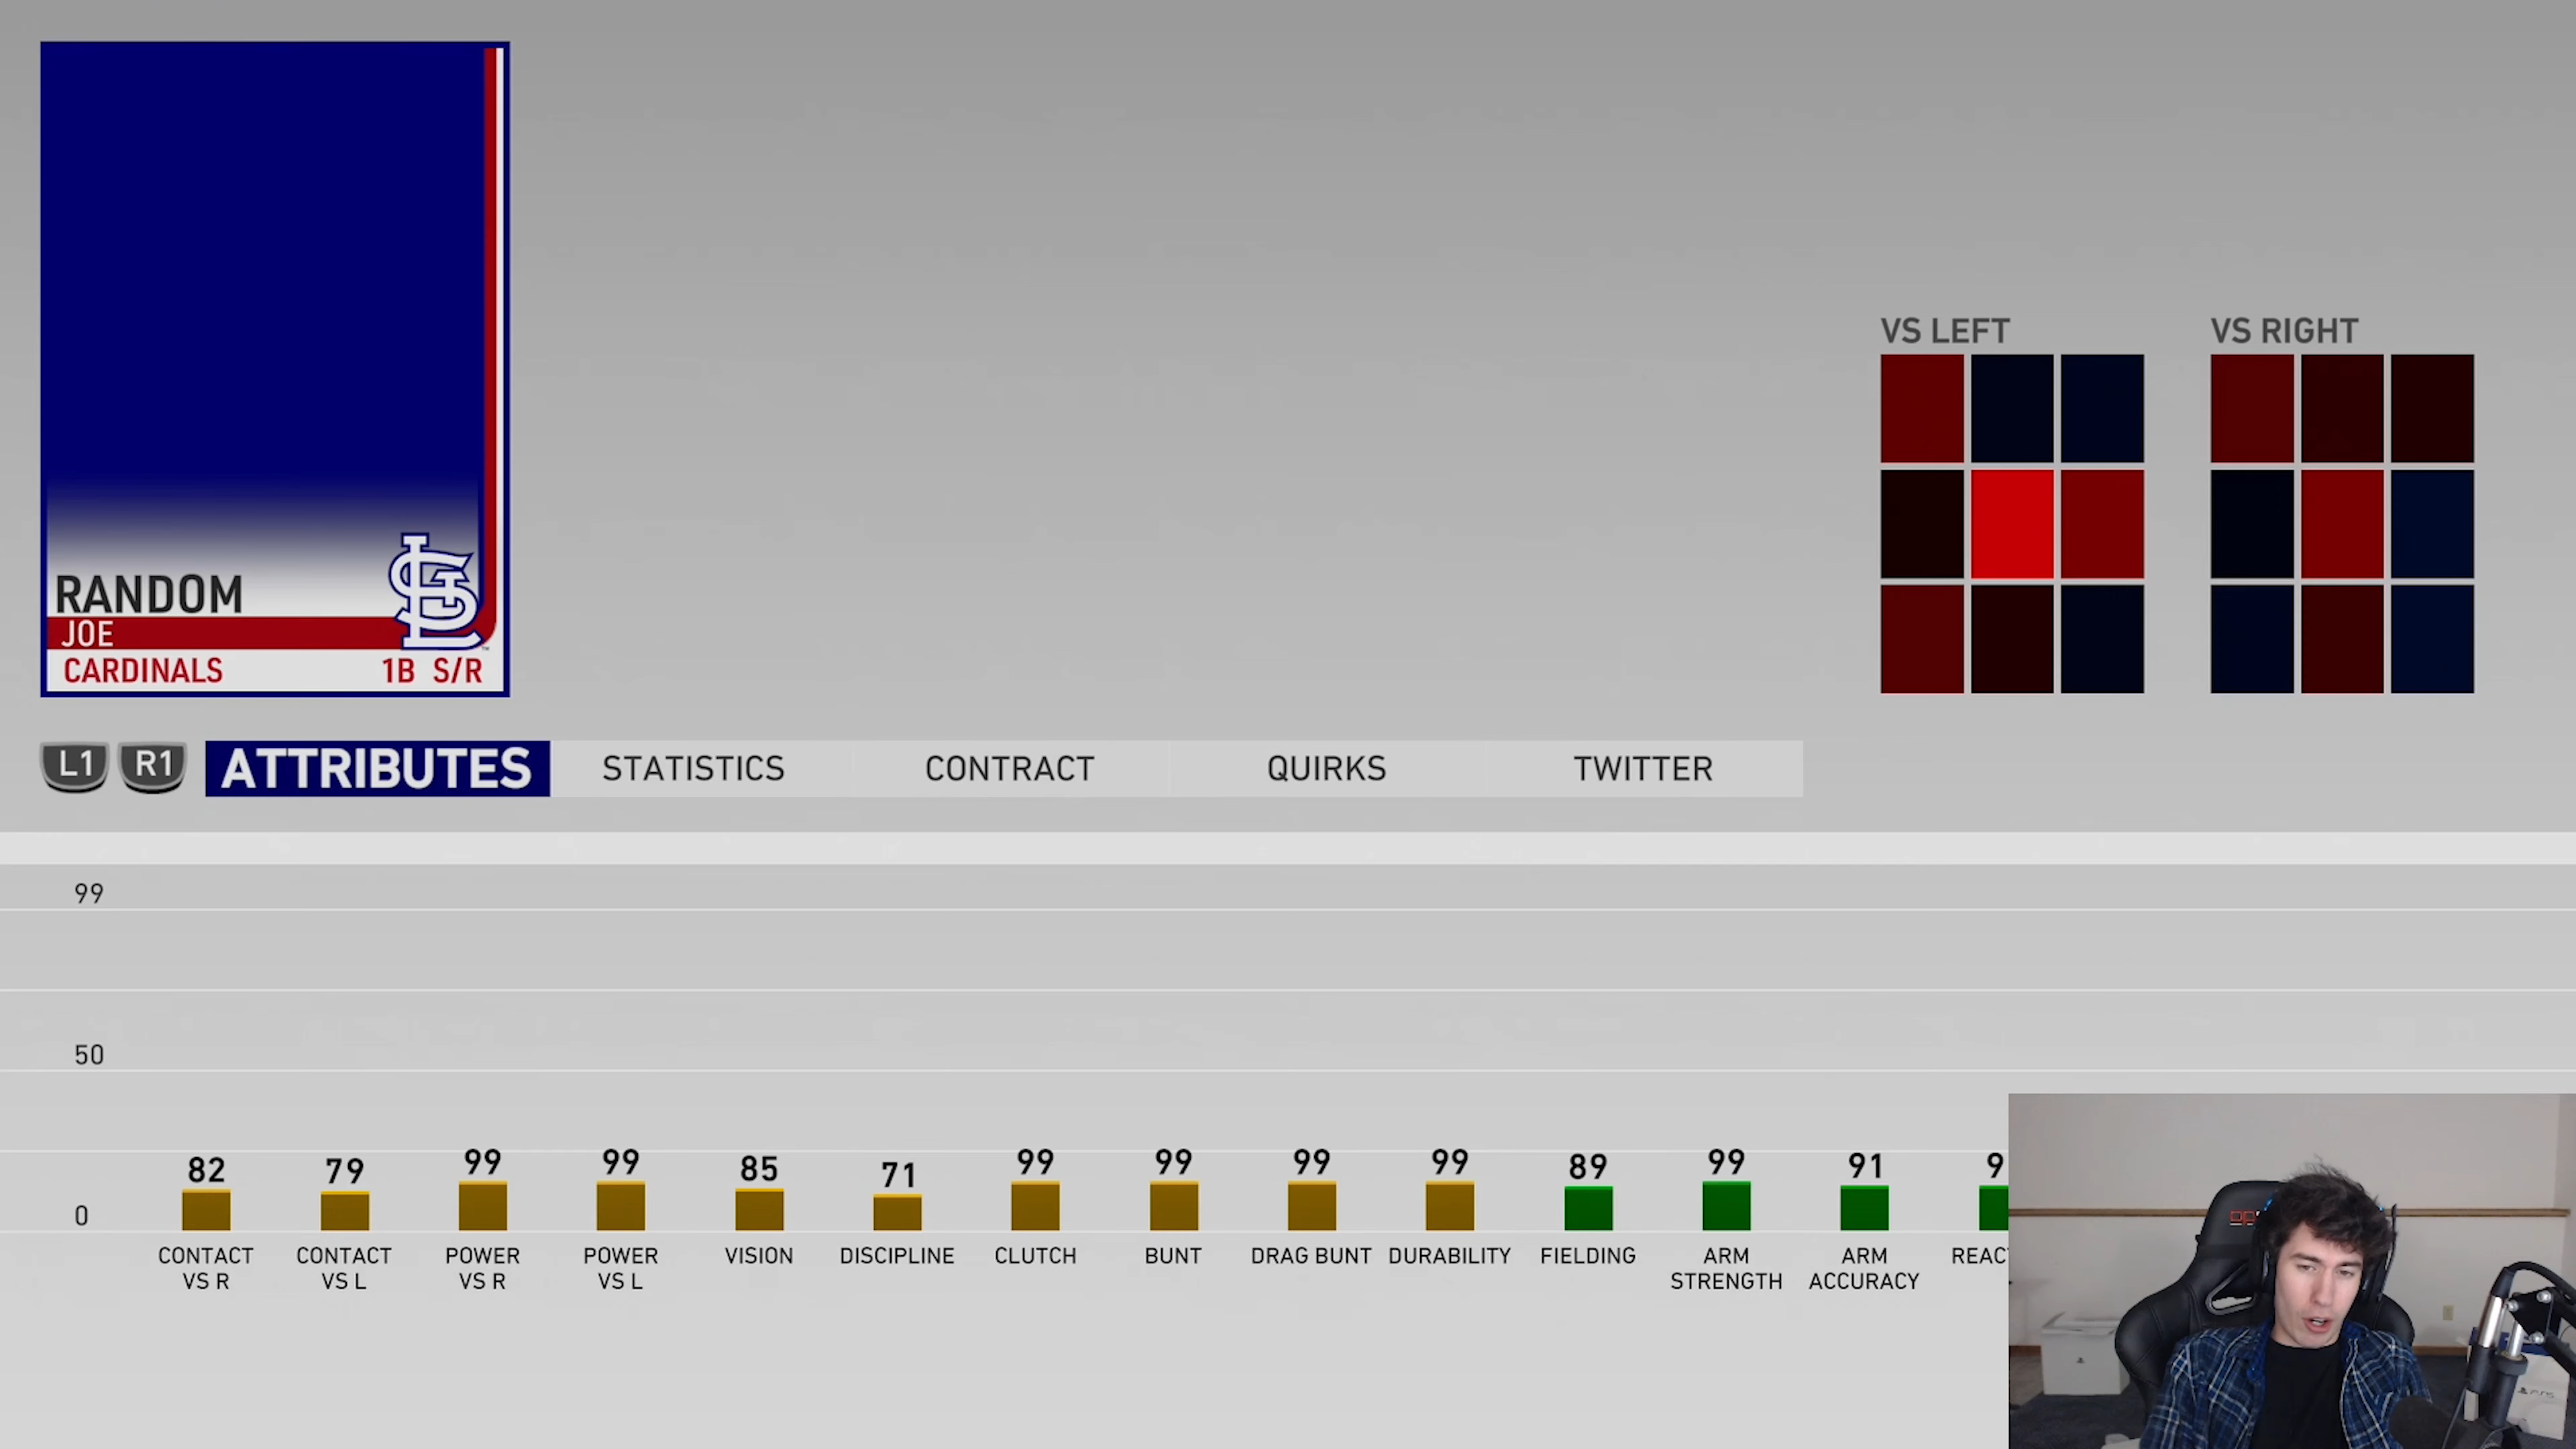 VS LEFT VS RIGHT
RANDOM
JOE
CARDINALS 1B S/R
L1 R1 ATTRIBUTES STATISTICS CONTRACT QUIRKS TWITTER
99
50
0
82 79 99 99 85 71 99 99 99 99 89 99 91
CONTACT VS R
CONTACT VS L
POWER VS R
POWER VS L
VISION
DISCIPLINE
CLUTCH
BUNT
DRAG BUNT
DURABILITY
FIELDING
ARM STRENGTH
ARM ACCURACY